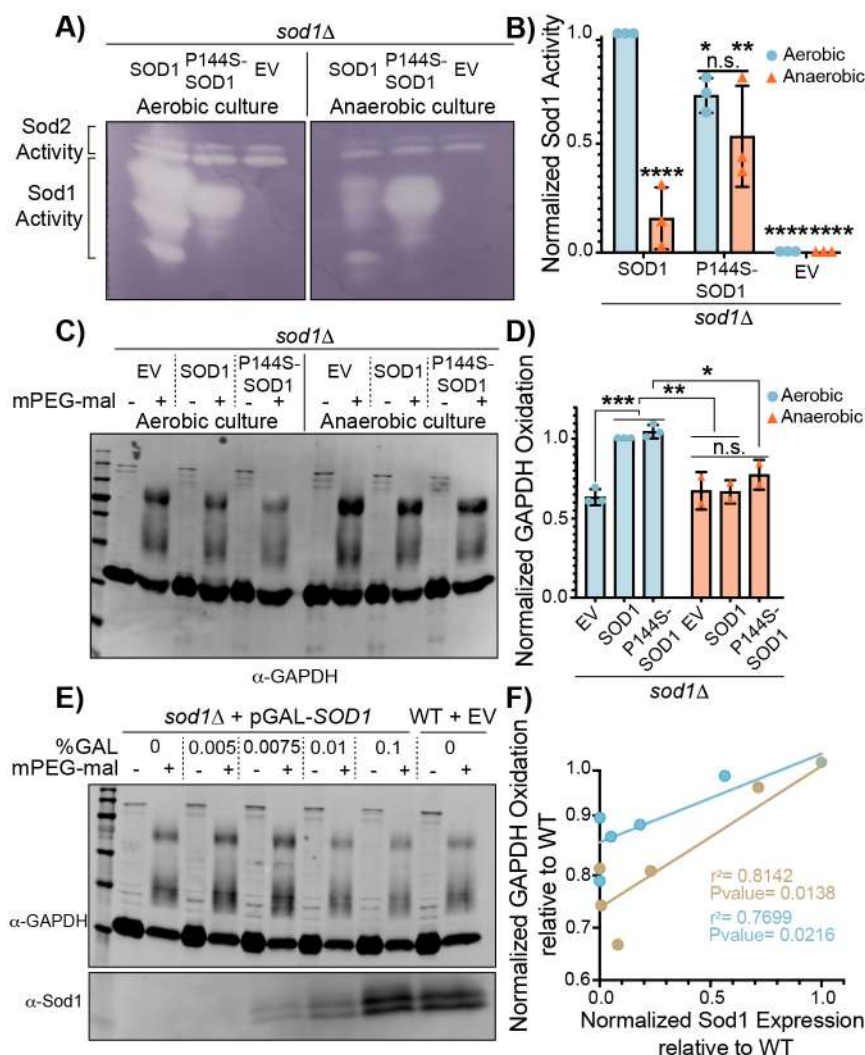 A)
sod1Δ
SOD1 P144S-SOD1 EV SOD1 P144S-SOD1 EV
Aerobic culture Anaerobic culture
Sod2 Activity
Sod1 Activity
B)
Normalized Sod1 Activity
1.0
0.5
0.0
* **
n.s.
****
********
Aerobic
Anaerobic
SOD1 P144S-SOD1 EV
sod1Δ
C)
sod1Δ
EV SOD1 P144S-SOD1 EV SOD1 P144S-SOD1
mPEG-mal - + - + - + - + - + - +
Aerobic culture Anaerobic culture
α-GAPDH
D)
Normalized GAPDH Oxidation
2.0
1.5
1.0
0.5
0.0
*
*** **
n.s.
Aerobic
Anaerobic
EV SOD1 P144S-SOD1 EV SOD1 P144S-SOD1
sod1Δ
E)
sod1Δ + pGAL-SOD1 WT + EV
%GAL 0 0.005 0.0075 0.01 0.1 0
mPEG-mal - + - + - + - + - + - +
α-GAPDH
α-Sod1
F)
Normalized GAPDH Oxidation
relative to WT
1.0
0.9
0.8
0.7
0.6
r²= 0.8142
Pvalue= 0.0138
r²= 0.7699
Pvalue= 0.0216
0.0 0.5 1.0
Normalized Sod1 Expression
relative to WT